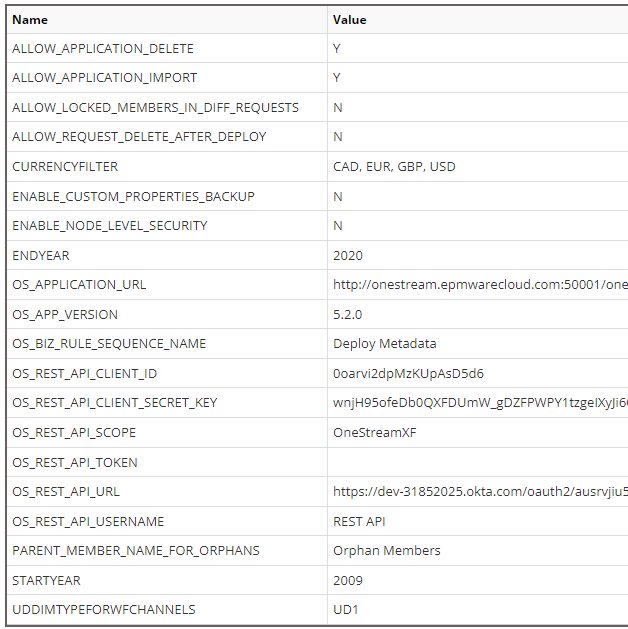 Name Value
ALLOW_APPLICATION_DELETE Y
ALLOW_APPLICATION_IMPORT Y
ALLOW_LOCKED_MEMBERS_IN_DIFF_REQUESTS N
ALLOW_REQUEST_DELETE_AFTER_DEPLOY N
CURRENCYFILTER CAD, EUR, GBP, USD
ENABLE_CUSTOM_PROPERTIES_BACKUP N
ENABLE_NODE_LEVEL_SECURITY N
ENDYEAR 2020
OS_APPLICATION_URL http://onestream.epmwarecloud.com:50001/one
OS_APP_VERSION 5.2.0
OS_BIZ_RULE_SEQUENCE_NAME Deploy Metadata
OS_REST_API_CLIENT_ID 0oarvi2dpMzKUpAsD5d6
OS_REST_API_CLIENT_SECRET_KEY wnjH95ofeDb0QXFDUmW_gDZFPWPY1tzgeIXyJi6
OS_REST_API_SCOPE OneStreamXF
OS_REST_API_TOKEN
OS_REST_API_URL https://dev-31852025.okta.com/oauth2/ausrvjiu5
OS_REST_API_USERNAME REST API
PARENT_MEMBER_NAME_FOR_ORPHANS Orphan Members
STARTYEAR 2009
UDDIMTYPEFORWFCHANNELS UD1